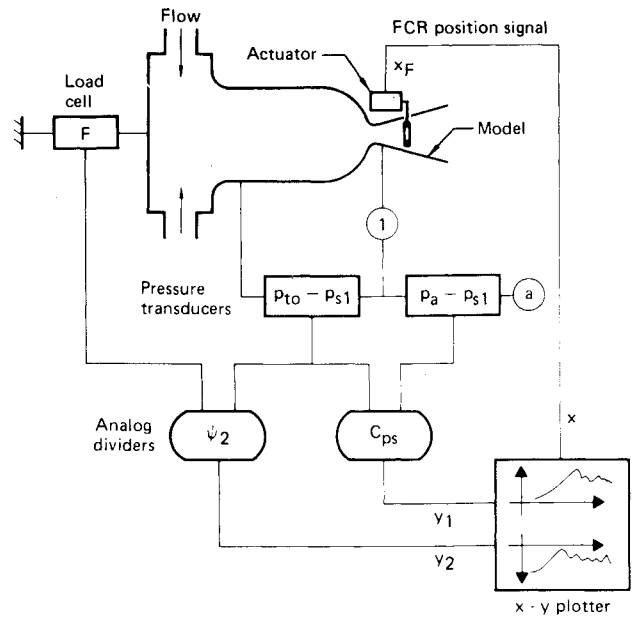 Flow
FCR position signal
Actuator
x_F
Load
cell
F
Model
1
Pressure
transducers
p_to − p_s1
p_a − p_s1
a
Analog
dividers
ψ_2
C_ps
x
y_1
y_2
x - y plotter